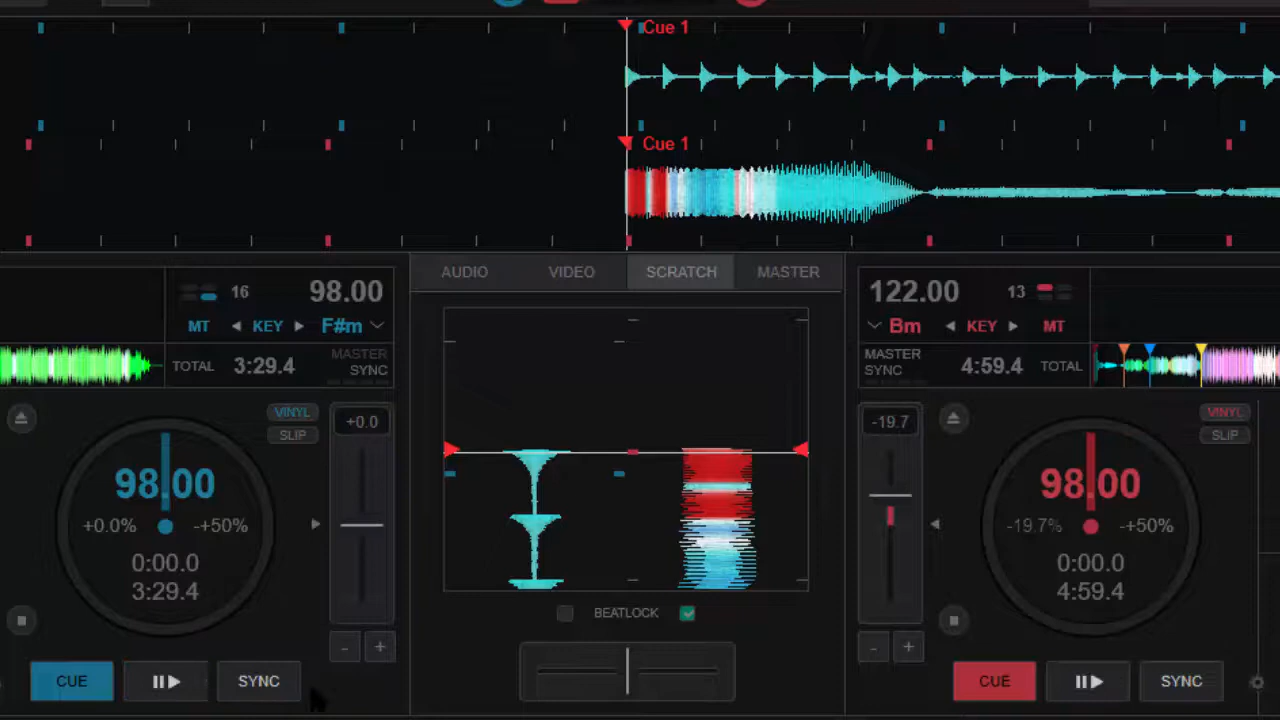 Cue 1
Cue 1
AUDIO VIDEO SCRATCH MASTER
16 98.00
MT KEY F#m
TOTAL 3:29.4 MASTER SYNC
122.00 13
Bm KEY MT
MASTER SYNC 4:59.4 TOTAL
VINYL
SLIP
+0.0
98.00
+0.0% -+50%
0:00.0
3:29.4
- +
CUE SYNC
BEATLOCK
-19.7
VINYL
SLIP
98.00
-19.7% -+50%
0:00.0
4:59.4
- +
CUE SYNC